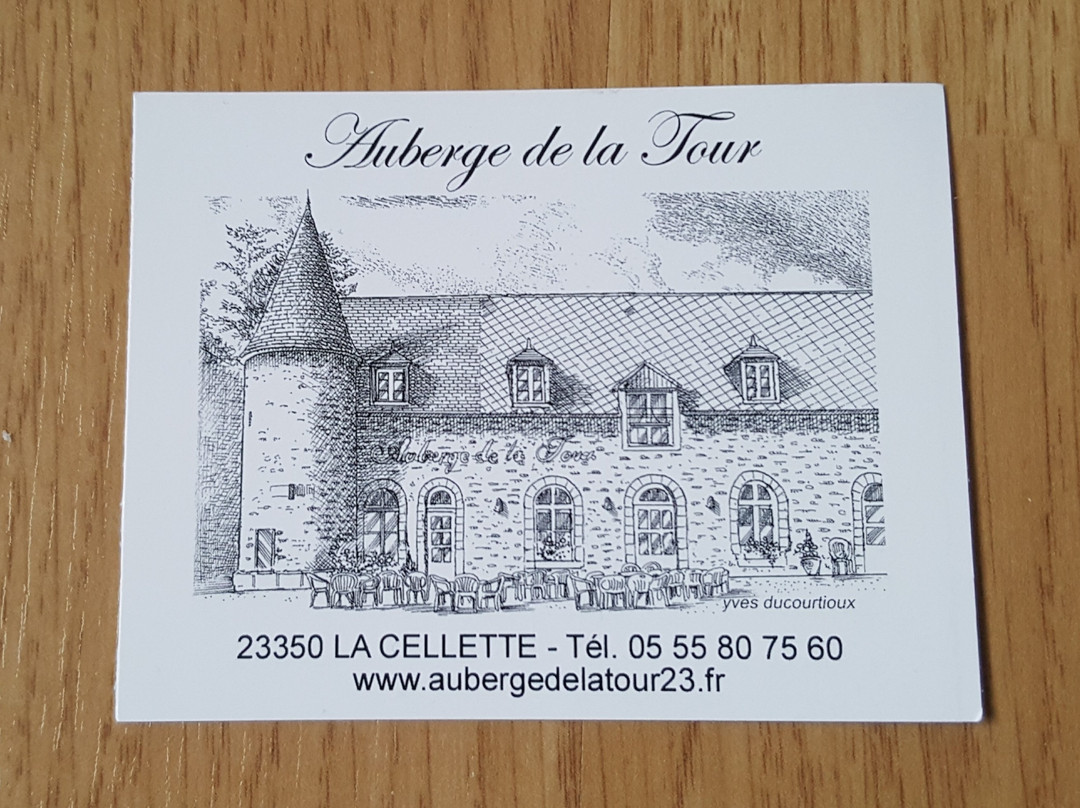 Auberge de la Tour
Auberge de la Tour
yves ducourtioux
23350 LA CELLETTE - Tél. 05 55 80 75 60
www.aubergedelatour23.fr